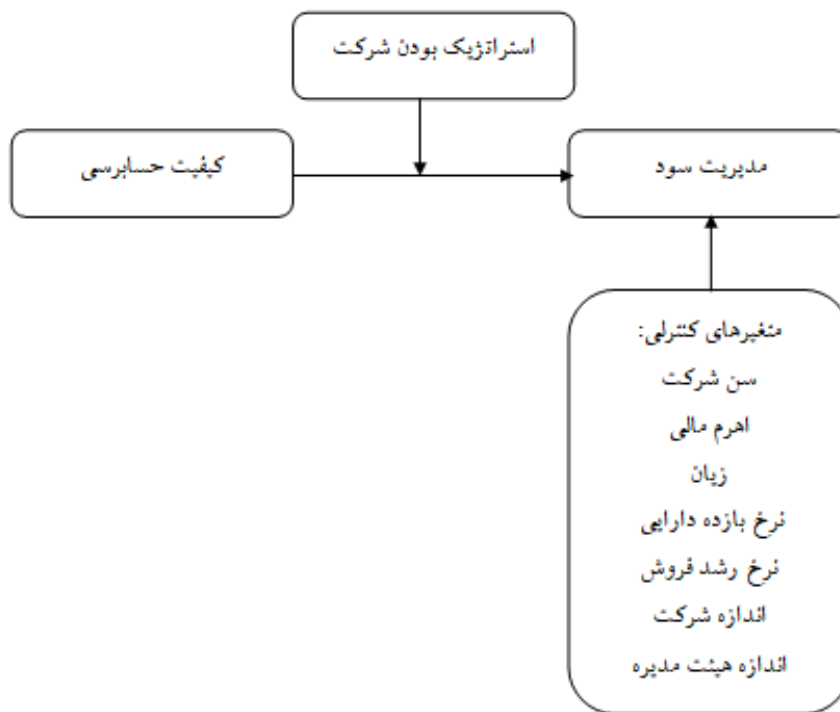 استراتژیک بودن شرکت
کیفیت حسابرسی
مدیریت سود
متغیرهای کنترلی:
سن شرکت
اهرم مالی
زیان
نرخ بازده دارایی
نرخ رشد فروش
اندازه شرکت
اندازه هیئت مدیره